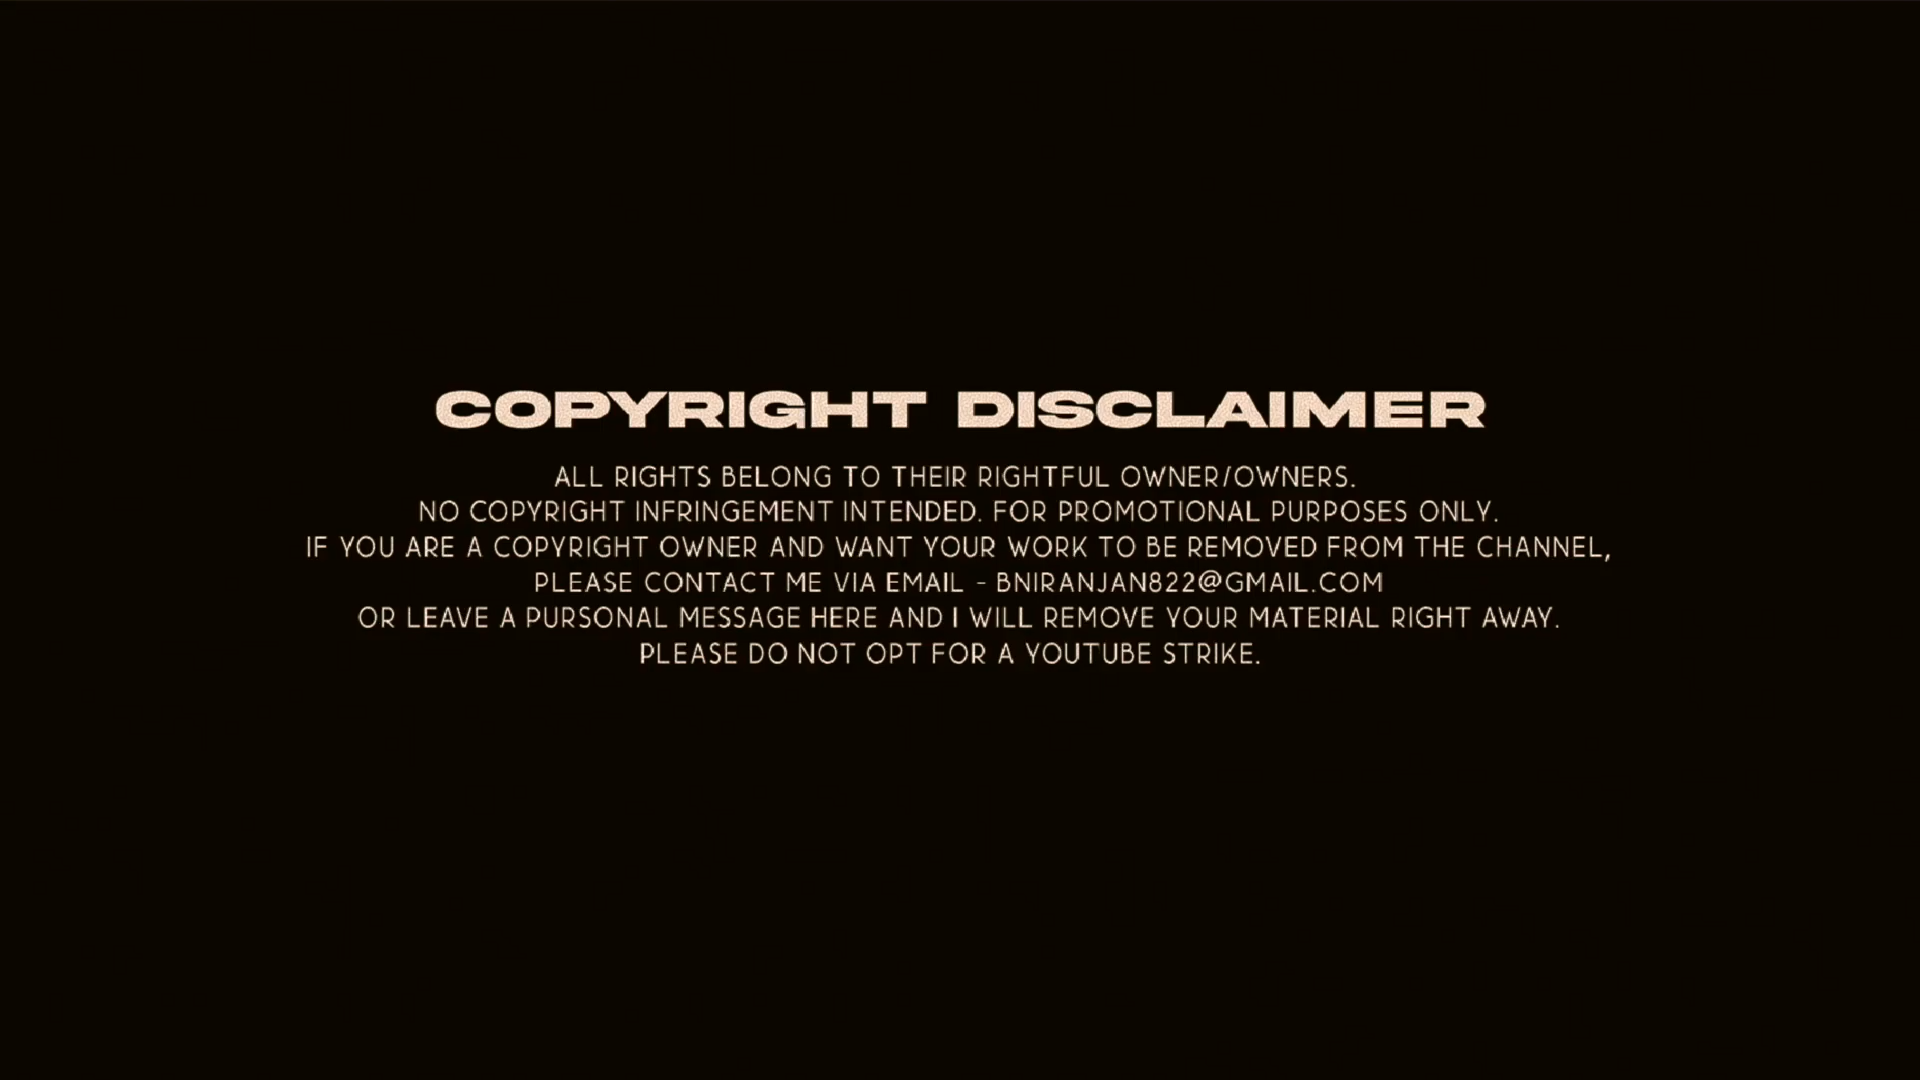 COPYRIGHT DISCLAIMER
ALL RIGHTS BELONG TO THEIR RIGHTFUL OWNER/OWNERS.
NO COPYRIGHT INFRINGEMENT INTENDED. FOR PROMOTIONAL PURPOSES ONLY.
IF YOU ARE A COPYRIGHT OWNER AND WANT YOUR WORK TO BE REMOVED FROM THE CHANNEL,
PLEASE CONTACT ME VIA EMAIL - BNIRANJAN822@GMAIL.COM
OR LEAVE A PURSONAL MESSAGE HERE AND I WILL REMOVE YOUR MATERIAL RIGHT AWAY.
PLEASE DO NOT OPT FOR A YOUTUBE STRIKE.